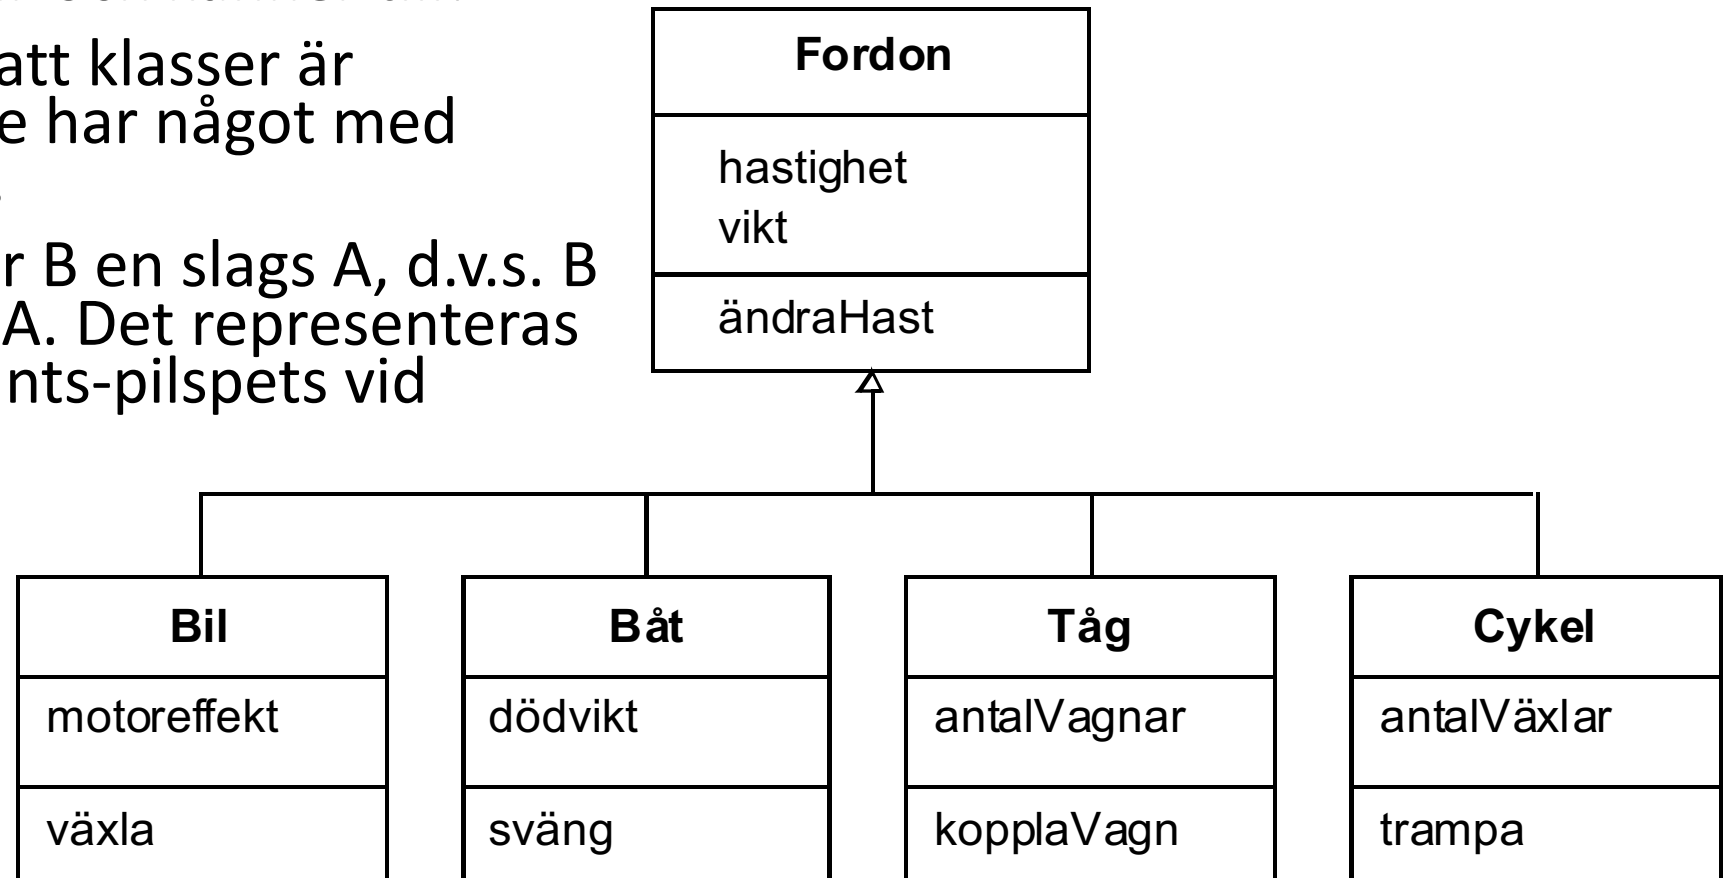 att klasser är
e har något med
r B en slags A, d.v.s. B
A. Det representeras
nts-pilspets vid
Fordon
hastighet
vikt
ändraHast
Bil
motoreffekt
växla
Båt
dödvikt
sväng
Tåg
antalVagnar
kopplaVagn
Cykel
antalVäxlar
trampa